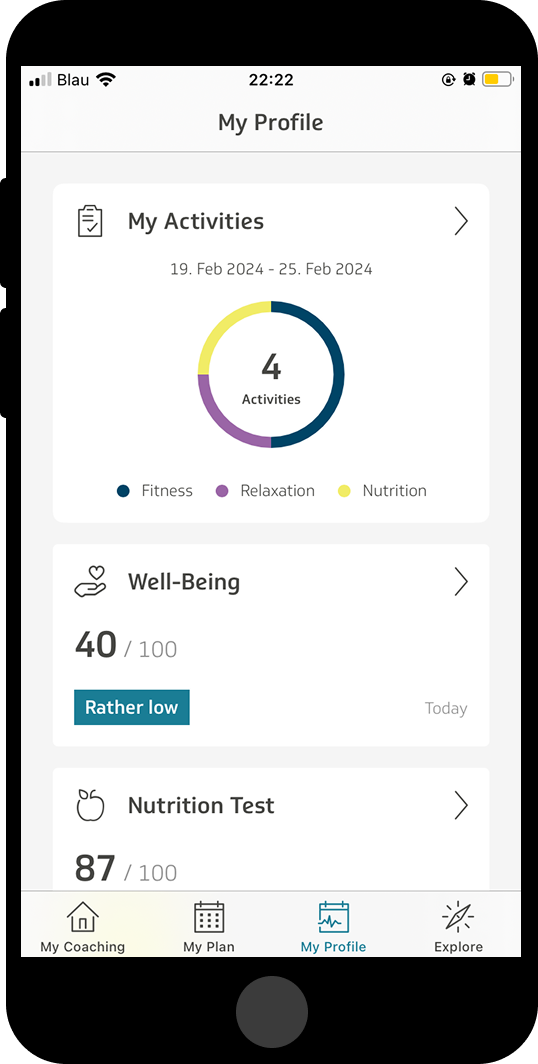 Blau 22:22
My Profile
My Activities
19. Feb 2024 - 25. Feb 2024
4
Activities
Fitness Relaxation Nutrition
Well-Being
40 / 100
Rather low Today
Nutrition Test
87 / 100
My Coaching My Plan My Profile Explore